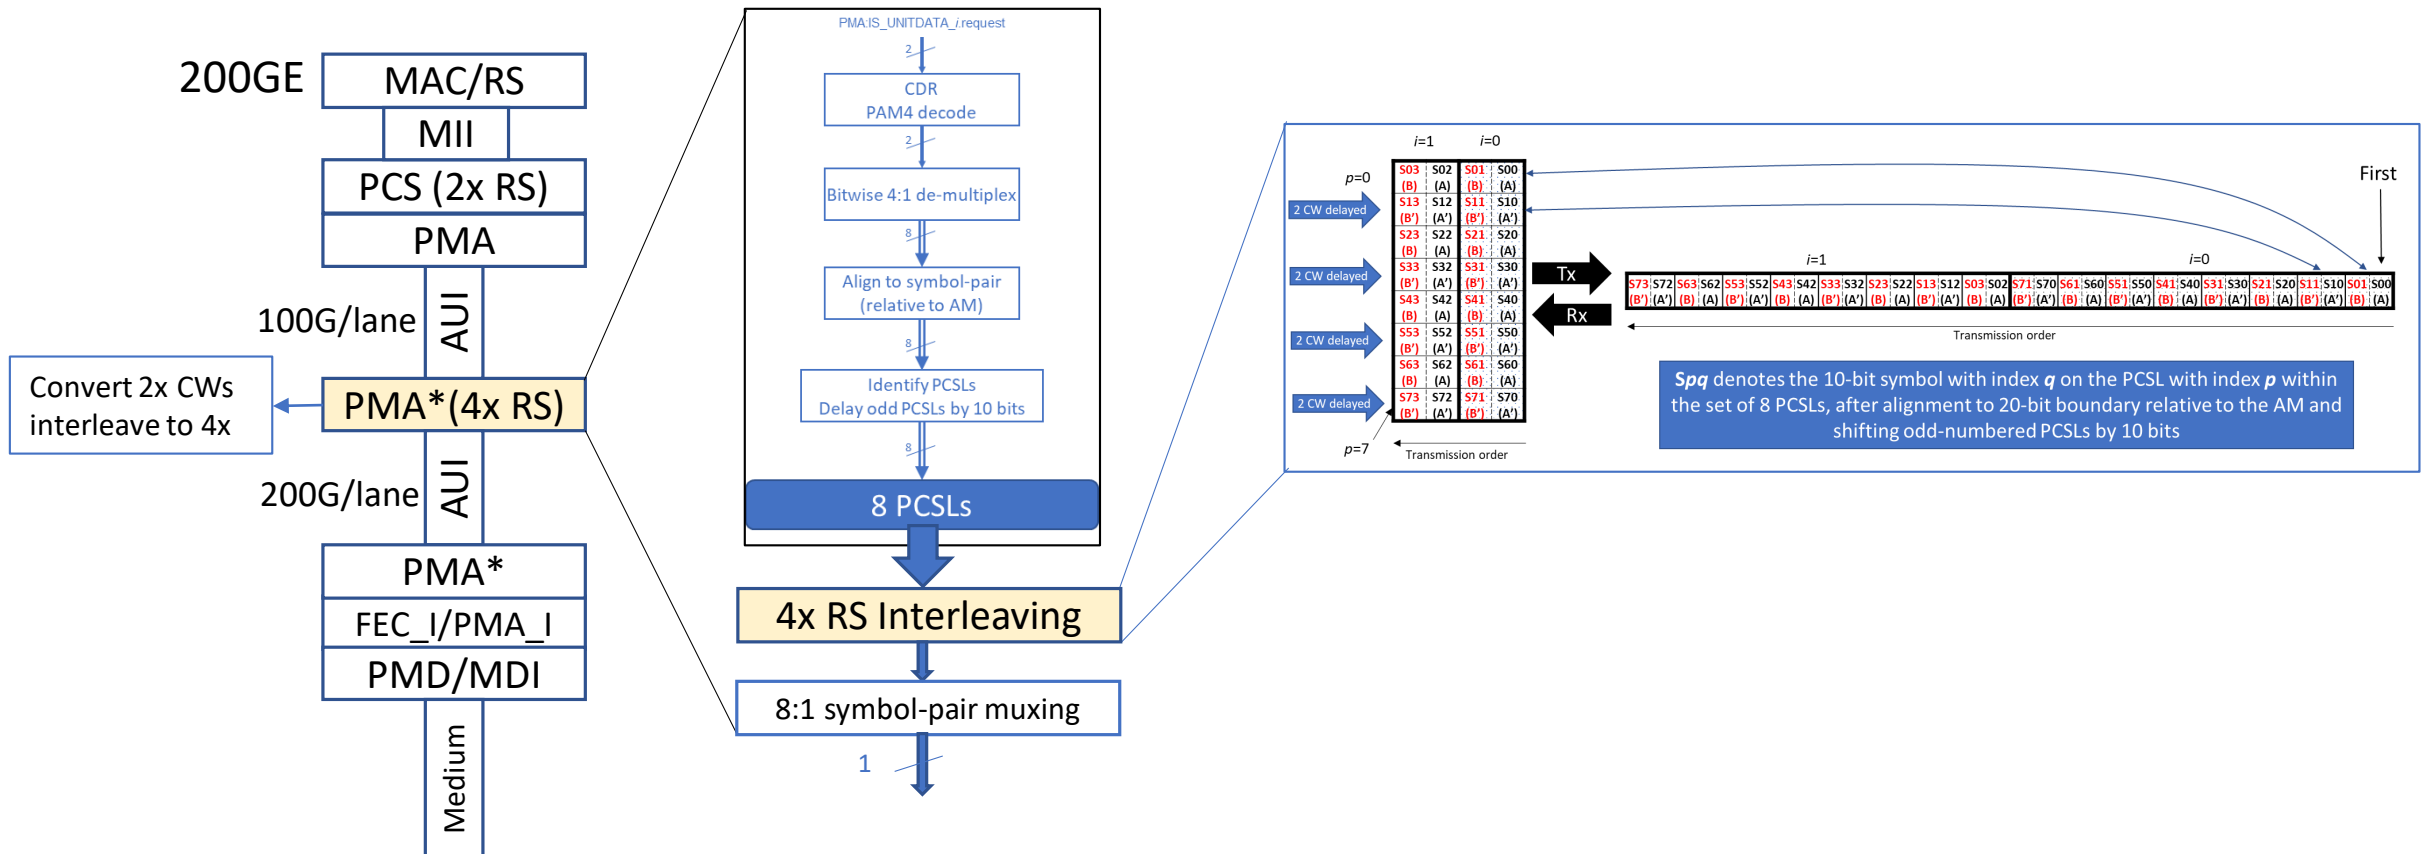 200GE
MAC/RS
MII
PCS (2x RS)
PMA
100G/lane
AUI
Convert 2x CWs
interleave to 4x
PMA*(4x RS)
200G/lane
AUI
PMA*
FEC_I/PMA_I
PMD/MDI
Medium
PMA:IS_UNITDATA_i.request
2
CDR
PAM4 decode
2
Bitwise 4:1 de-multiplex
8
Align to symbol-pair
(relative to AM)
8
Identify PCSLs
Delay odd PCSLs by 10 bits
8
8 PCSLs
4x RS Interleaving
8:1 symbol-pair muxing
1
i=1 i=0
p=0
S03 S02 S01 S00
(B) (A) (B) (A)
2 CW delayed
S13 S12 S11 S10
(B') (A') (B') (A')
S23 S22 S21 S20
(B) (A) (B) (A)
2 CW delayed
S33 S32 S31 S30
(B') (A') (B') (A')
S43 S42 S41 S40
(B) (A) (B) (A)
2 CW delayed
S53 S52 S51 S50
(B') (A') (B') (A')
S63 S62 S61 S60
(B) (A) (B) (A)
2 CW delayed
S73 S72 S71 S70
(B') (A') (B') (A')
p=7
Transmission order
Tx
Rx
First
i=1 i=0
S73 S72 S63 S62 S53 S52 S43 S42 S33 S32 S23 S22 S13 S12 S03 S02 S71 S70 S61 S60 S51 S50 S41 S40 S31 S30 S21 S20 S11 S10 S01 S00
(B') (A') (B) (A) (B') (A') (B) (A) (B') (A') (B) (A) (B') (A') (B) (A) (B') (A') (B) (A) (B') (A') (B) (A) (B') (A') (B) (A) (B') (A') (B) (A)
Transmission order
Spq denotes the 10-bit symbol with index q on the PCSL with index p within
the set of 8 PCSLs, after alignment to 20-bit boundary relative to the AM and
shifting odd-numbered PCSLs by 10 bits